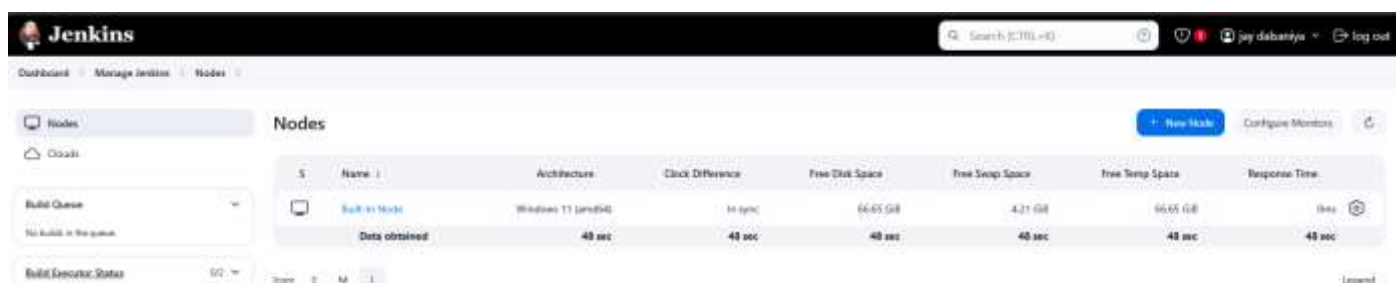 Jenkins
Search (CTRL+K)
jay dabaniya
log out
Dashboard
Manage Jenkins
Nodes
Nodes
Clouds
Build Queue
No builds in the queue.
Build Executor Status
0/2
Nodes
+ New Node
Configure Monitors
S Name ↓ Architecture Clock Difference Free Disk Space Free Swap Space Free Temp Space Response Time
Built-In Node Windows 11 (amd64) In sync 66.65 GiB 4.21 GiB 66.65 GiB 0ms
Data obtained 48 sec 48 sec 48 sec 48 sec 48 sec 48 sec
Icon: S M L
Legend